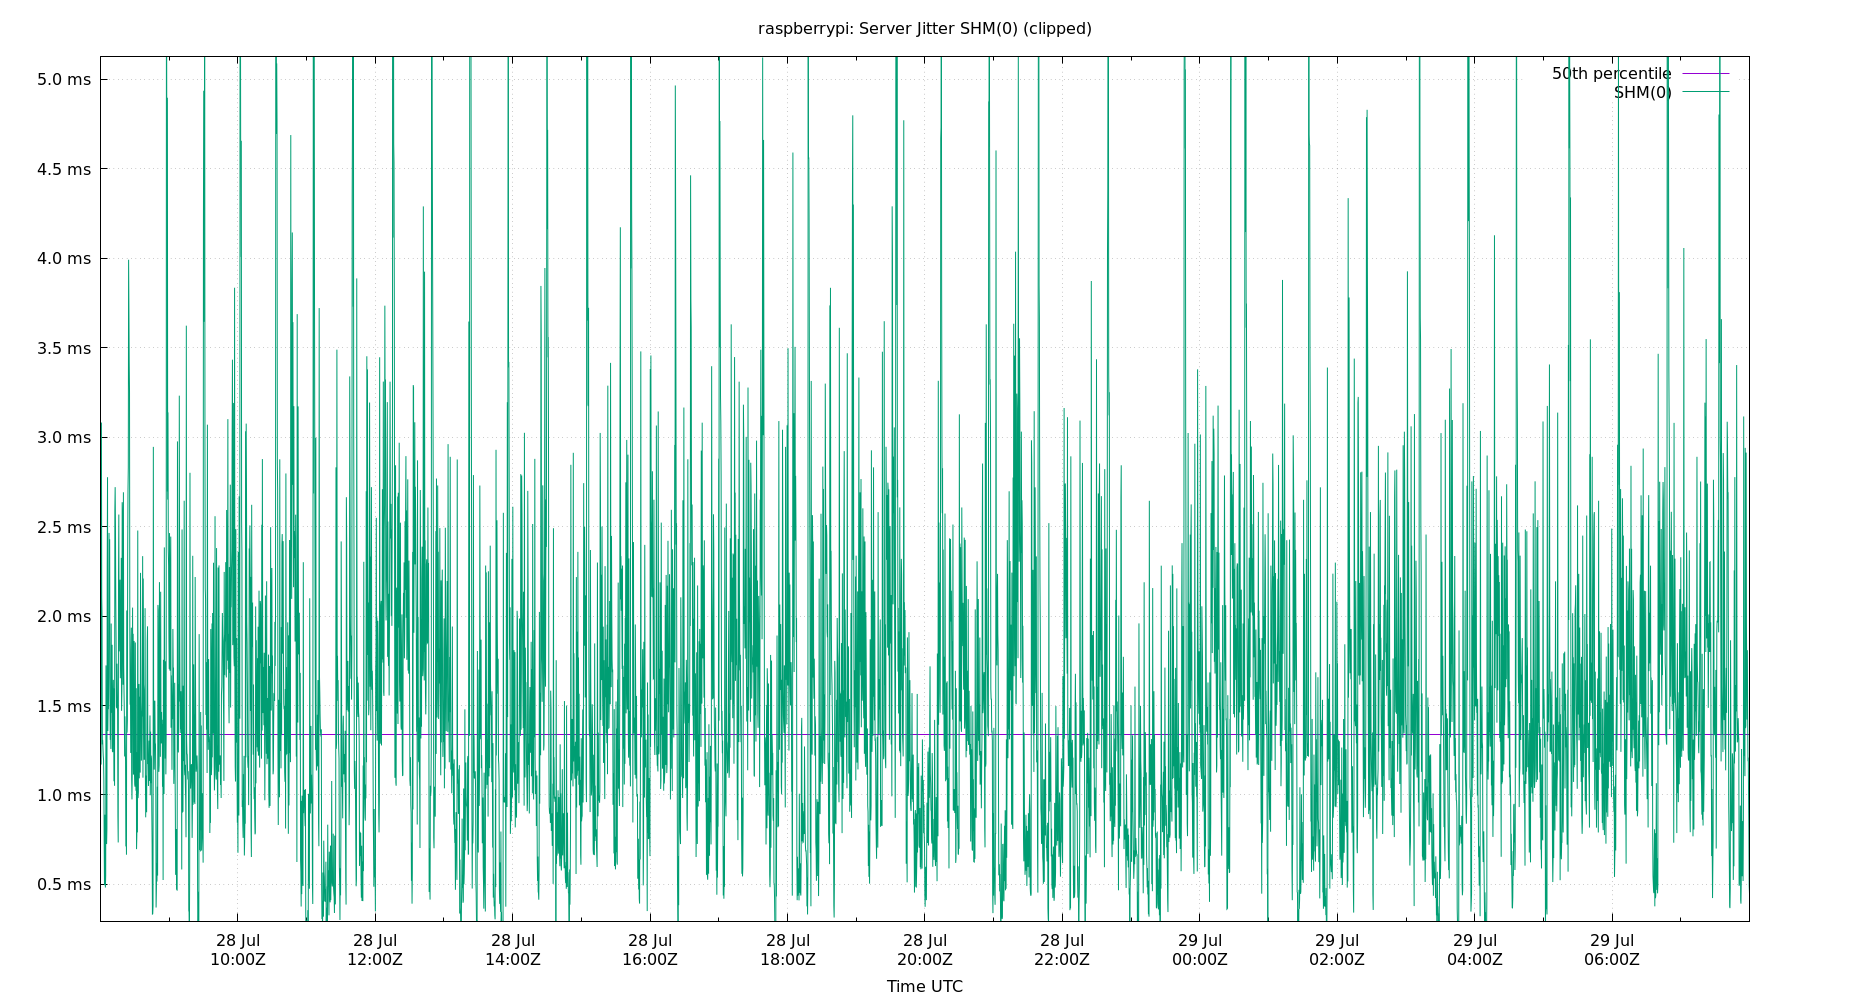 raspberrypi: Server Jitter SHM(0) (clipped)
50th percentile
SHM(0)
5.0 ms
4.5 ms
4.0 ms
3.5 ms
3.0 ms
2.5 ms
2.0 ms
1.5 ms
1.0 ms
0.5 ms
28 Jul 28 Jul 28 Jul 28 Jul 28 Jul 28 Jul 28 Jul 29 Jul 29 Jul 29 Jul 29 Jul
10:00Z 12:00Z 14:00Z 16:00Z 18:00Z 20:00Z 22:00Z 00:00Z 02:00Z 04:00Z 06:00Z
Time UTC